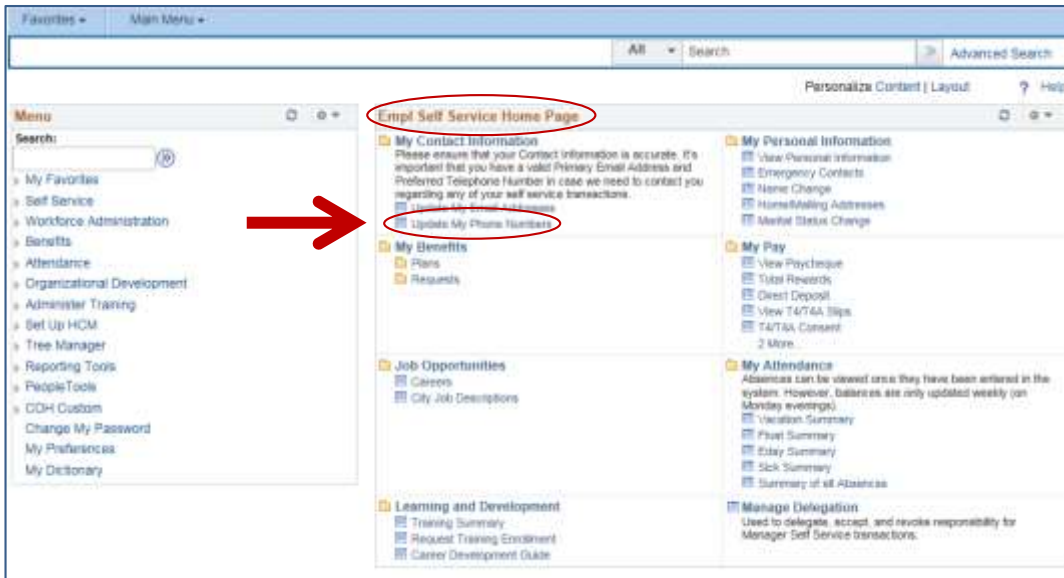 Favorites
Main Menu
All
Search
Advanced Search
Personalize Content | Layout
? Help
Menu
Search:
My Favorites
Self Service
Workforce Administration
Benefits
Attendance
Organizational Development
Administer Training
Set Up HCM
Tree Manager
Reporting Tools
PeopleTools
COH Custom
Change My Password
My Preferences
My Dictionary
Empl Self Service Home Page
My Contact Information
Please ensure that your Contact Information is accurate. It's
important that you have a valid Primary Email Address and
Preferred Telephone Number in case we need to contact you
regarding any of your self service transactions.
Update My Email Addresses
Update My Phone Numbers
My Personal Information
View Personal Information
Emergency Contacts
Name Change
Home/Mailing Addresses
Marital Status Change
My Benefits
Plans
Requests
My Pay
View Paycheque
Total Rewards
Direct Deposit
View T4/T4A Slips
T4/T4A Consent
2 More...
Job Opportunities
Careers
City Job Descriptions
My Attendance
Absences can be viewed once they have been entered in the
system. However, balances are only updated weekly (on
Monday evenings).
Vacation Summary
Float Summary
Eday Summary
Sick Summary
Summary of all Absences
Learning and Development
Training Summary
Request Training Enrollment
Career Development Guide
Manage Delegation
Used to delegate, accept, and revoke responsibility for
Manager Self Service transactions.